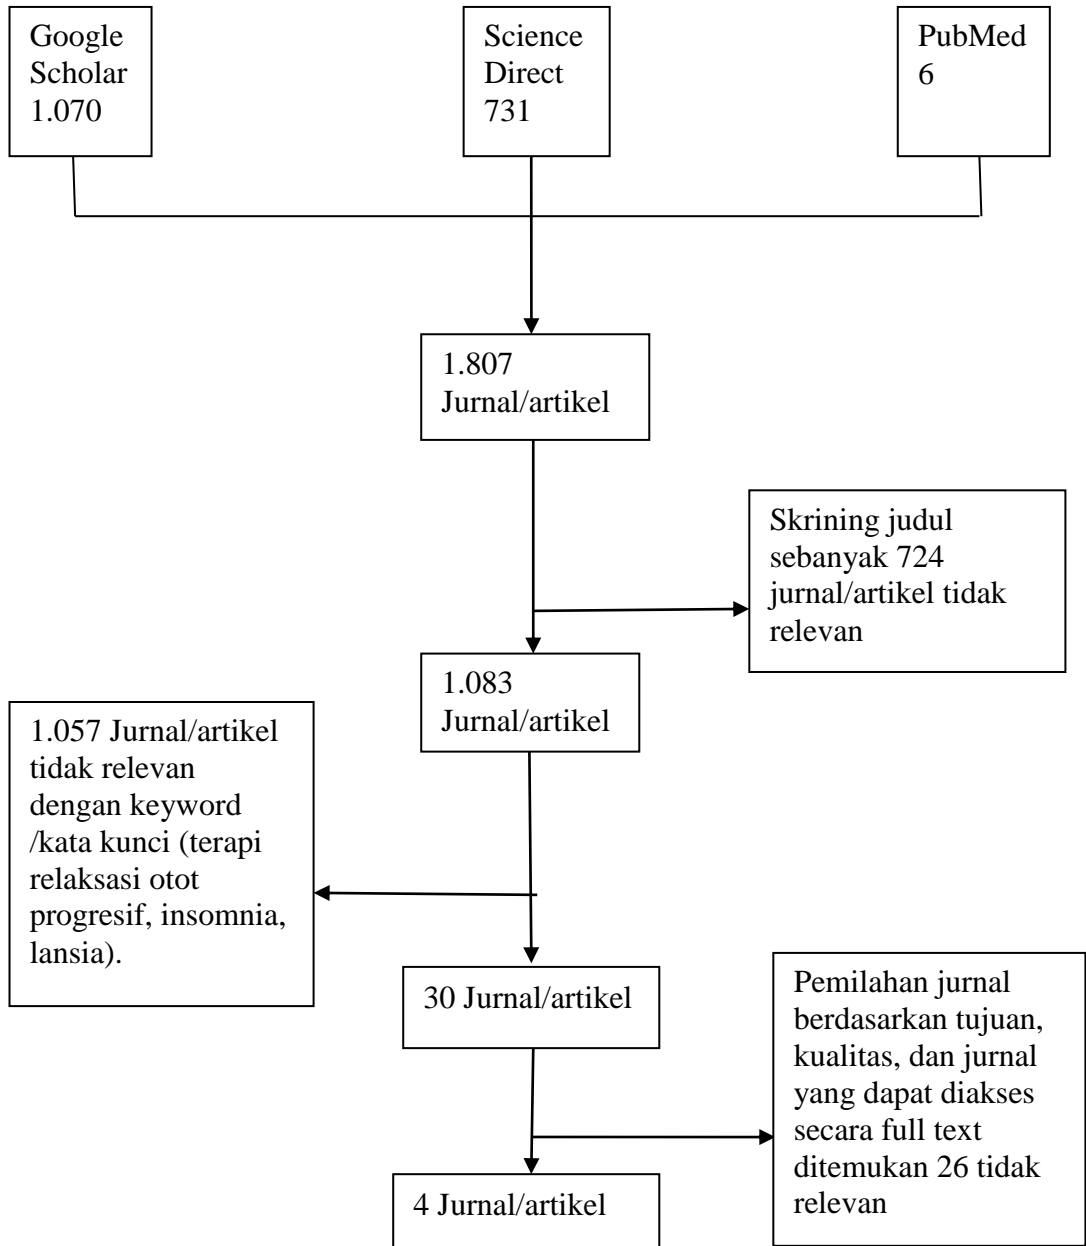 Google
Scholar
1.070
Science
Direct
731
PubMed
6
1.807
Jurnal/artikel
Skrining judul
sebanyak 724
jurnal/artikel tidak
relevan
1.083
Jurnal/artikel
1.057 Jurnal/artikel
tidak relevan
dengan keyword
/kata kunci (terapi
relaksasi otot
progresif, insomnia,
lansia).
30 Jurnal/artikel
Pemilahan jurnal
berdasarkan tujuan,
kualitas, dan jurnal
yang dapat diakses
secara full text
ditemukan 26 tidak
relevan
4 Jurnal/artikel